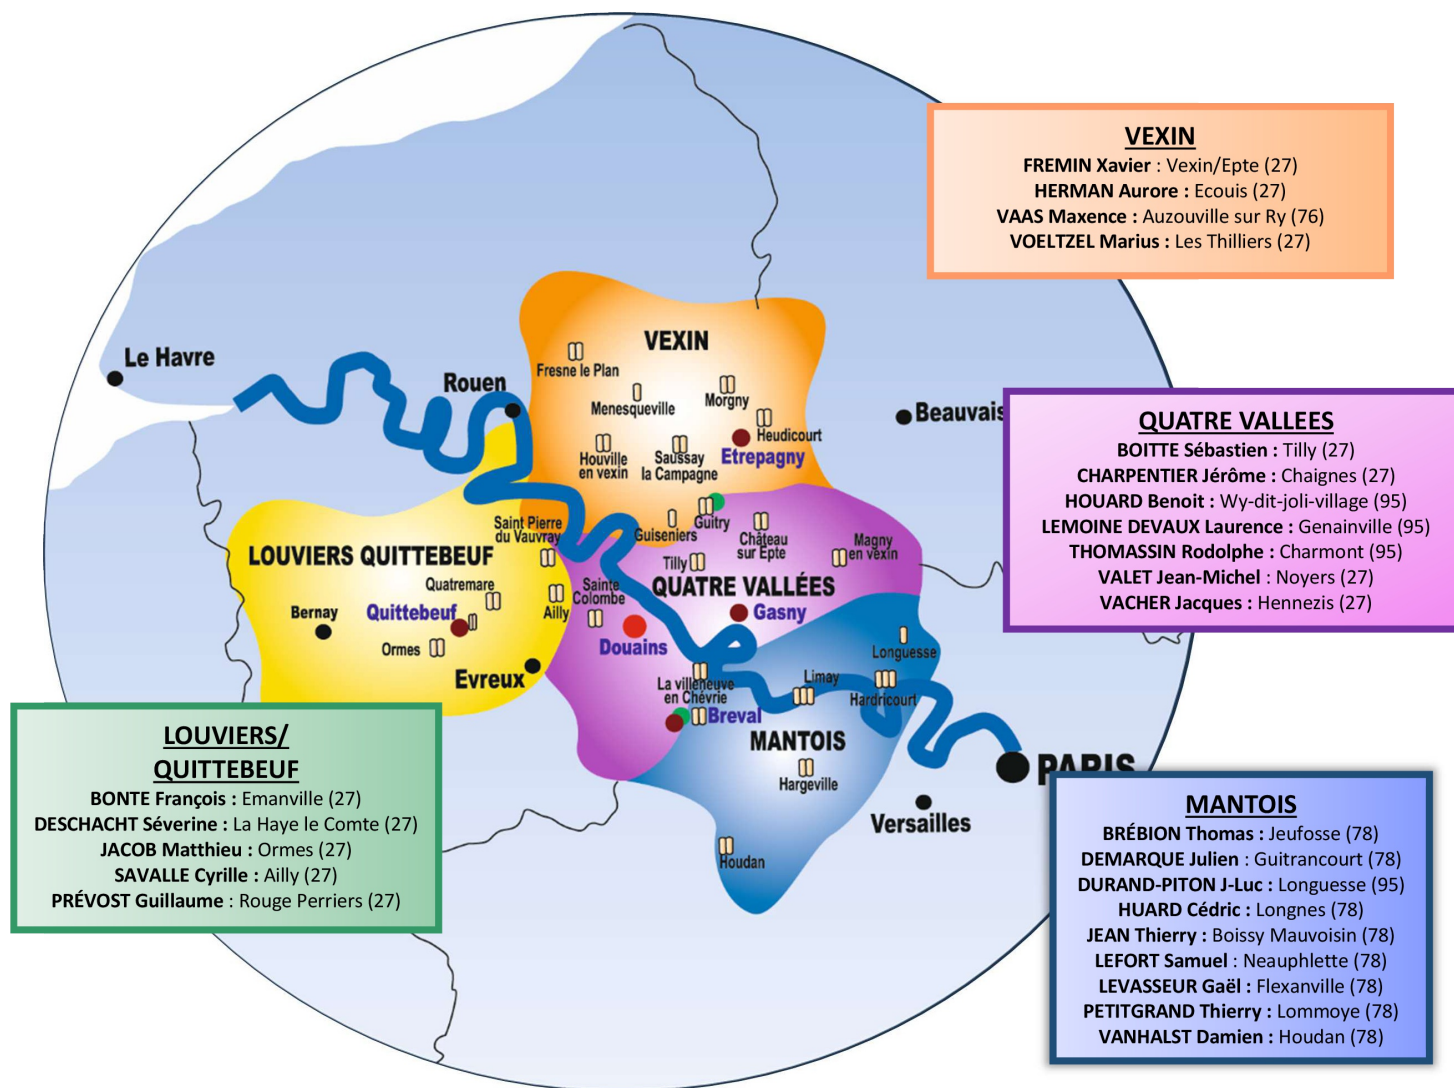 VEXIN
FREMIN Xavier : Vexin/Epte (27)
HERMAN Aurore : Ecouis (27)
VAAS Maxence : Auzouville sur Ry (76)
VOELTZEL Marius : Les Thilliers (27)
Le Havre
Rouen
Beauvais
VEXIN
Fresne le Plan
Menesqueville
Morgny
Heudicourt
Houville
en vexin
Saussay
la Campagne
Etrepagny
QUATRE VALLEES
BOITTE Sébastien : Tilly (27)
CHARPENTIER Jérôme : Chaignes (27)
HOUARD Benoit : Wy-dit-joli-village (95)
LEMOINE DEVAUX Laurence : Genainville (95)
THOMASSIN Rodolphe : Charmont (95)
VALET Jean-Michel : Noyers (27)
VACHER Jacques : Hennezis (27)
Saint Pierre
du Vauvray
Guiseniers
Guitry
Château
sur Epte
Magny
en vexin
Tilly
LOUVIERS QUITTEBEUF
QUATRE VALLÉES
Quatremare
Sainte
Colombe
Bernay
Quittebeuf
Ailly
Gasny
Ormes
Douains
Longuesse
Evreux
La villeneuve
en Chévrie
Limay
Hardricourt
Breval
MANTOIS
Hargeville
PARIS
Versailles
Houdan
LOUVIERS/
QUITTEBEUF
BONTE François : Emanville (27)
DESCHACHT Séverine : La Haye le Comte (27)
JACOB Matthieu : Ormes (27)
SAVALLE Cyrille : Ailly (27)
PRÉVOST Guillaume : Rouge Perriers (27)
MANTOIS
BRÉBION Thomas : Jeufosse (78)
DEMARQUE Julien : Guitrancourt (78)
DURAND-PITON J-Luc : Longuesse (95)
HUARD Cédric : Longnes (78)
JEAN Thierry : Boissy Mauvoisin (78)
LEFORT Samuel : Neauphlette (78)
LEVASSEUR Gaël : Flexanville (78)
PETITGRAND Thierry : Lommoye (78)
VANHALST Damien : Houdan (78)